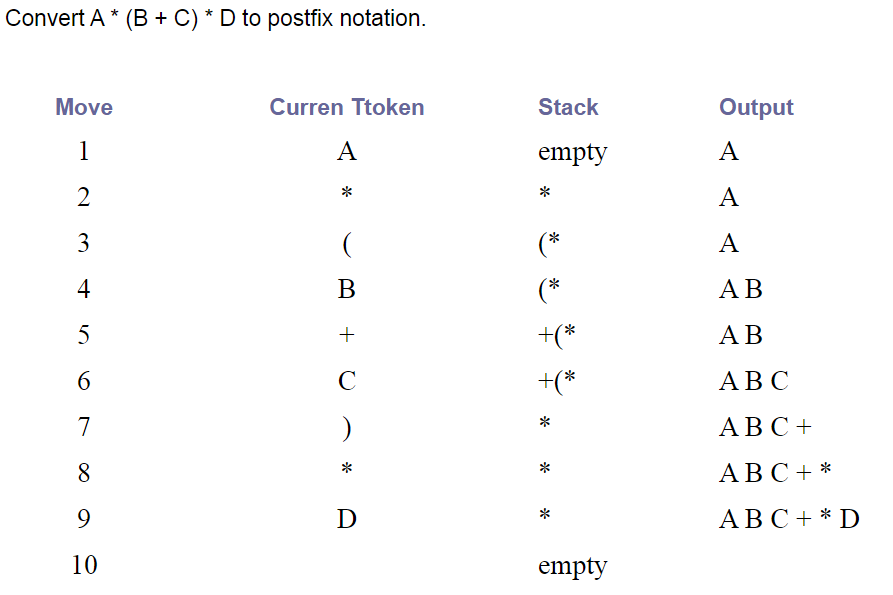 Convert A * (B + C) * D to postfix notation.
Move Curren Ttoken Stack Output
1 A empty A
2 * * A
3 ( (* A
4 B (* A B
5 + +(* A B
6 C +(* A B C
7 ) * A B C +
8 * * A B C + *
9 D * A B C + * D
10 empty